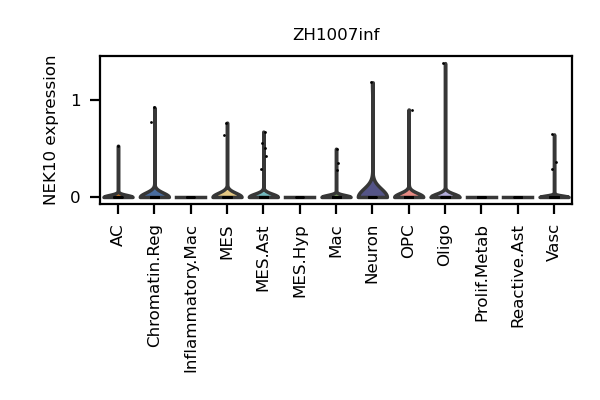 ZH1007inf
NEK10 expression
1
0
AC
Chromatin.Reg
Inflammatory.Mac
MES
MES.Ast
MES.Hyp
Mac
Neuron
OPC
Oligo
Prolif.Metab
Reactive.Ast
Vasc